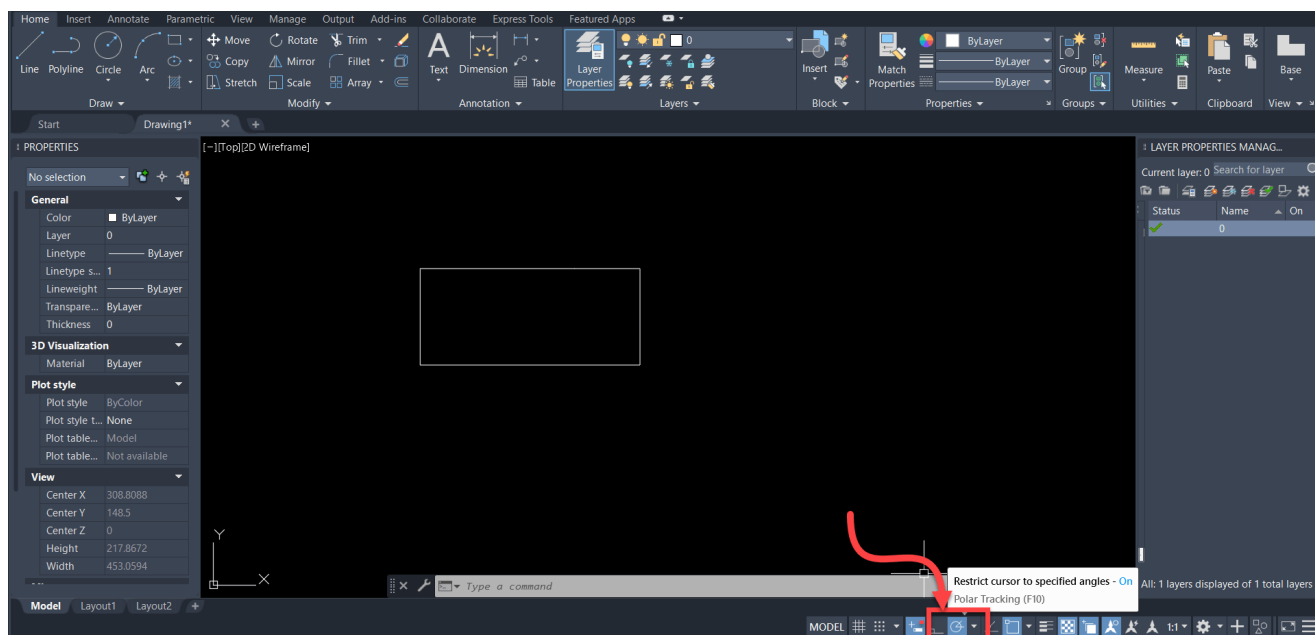 Home Insert Annotate Parametric View Manage Output Add-ins Collaborate Express Tools Featured Apps
Line Polyline Circle Arc
Move Rotate Trim
Copy Mirror Fillet
Stretch Scale Array
Text Dimension Table
Layer Properties
0
Insert
Match Properties
ByLayer
ByLayer
ByLayer
Group
Measure
Paste
Base
Draw Modify Annotation Layers Block Properties Groups Utilities Clipboard View
Start Drawing1*
PROPERTIES
[−][Top][2D Wireframe]
LAYER PROPERTIES MANAG...
No selection
Current layer: 0 Search for layer
General
Status Name On
Color ByLayer
0
Layer 0
Linetype ByLayer
Linetype s... 1
Lineweight ByLayer
Transpare... ByLayer
Thickness 0
3D Visualization
Material ByLayer
Plot style
Plot style ByColor
Plot style t... None
Plot table... Model
Plot table... Not available
View
Center X 308.8088
Center Y 148.5
Center Z 0
Height 217.8672
Width 453.0594
Y
X
Type a command
Restrict cursor to specified angles - On
Polar Tracking (F10)
All: 1 layers displayed of 1 total layers
Model Layout1 Layout2 +
MODEL 1:1